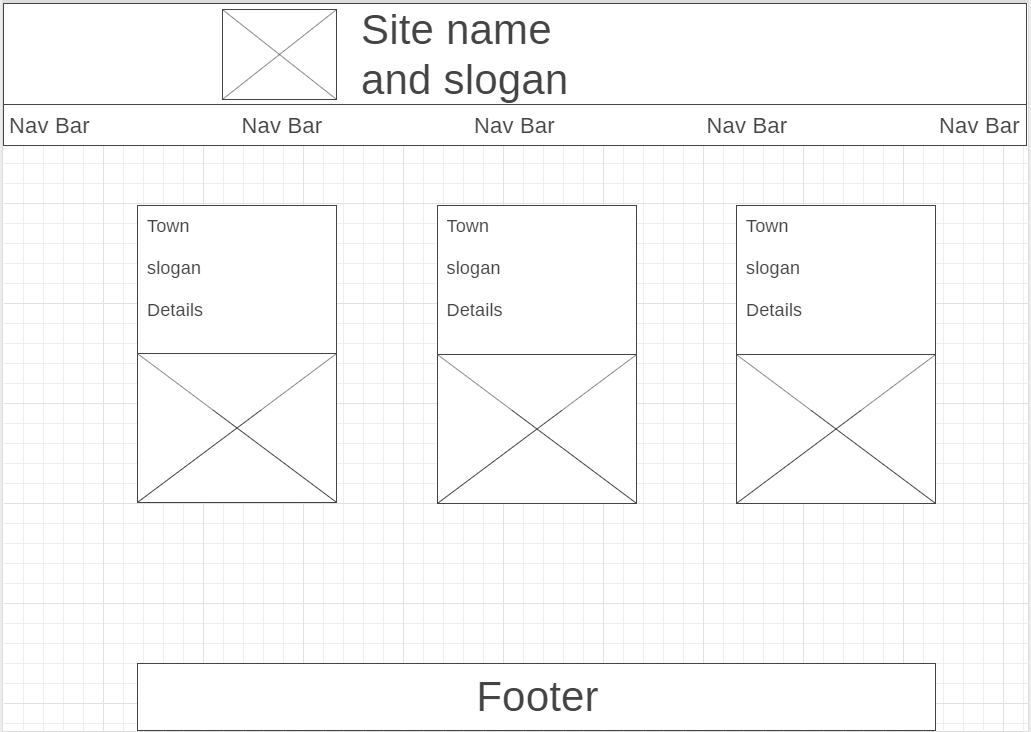 Site name
and slogan
Nav Bar Nav Bar Nav Bar Nav Bar Nav Bar
Town
slogan
Details
Town
slogan
Details
Town
slogan
Details
Footer